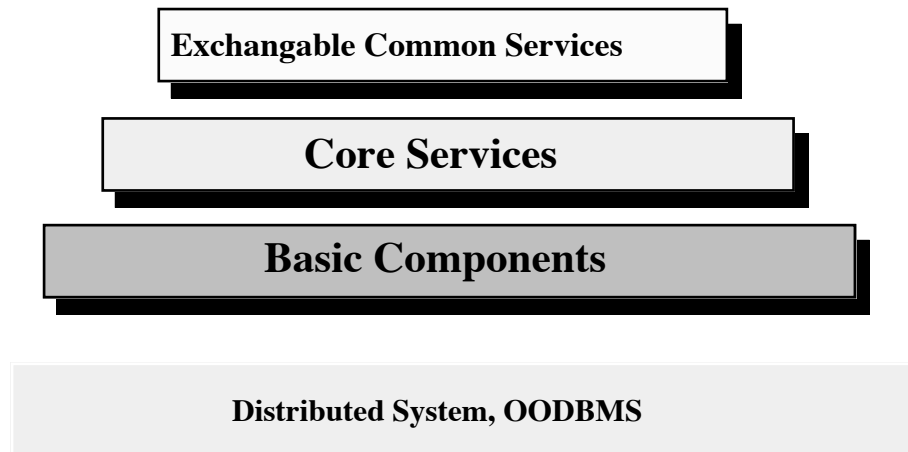 Exchangable Common Services
Core Services
Basic Components
Distributed System, OODBMS